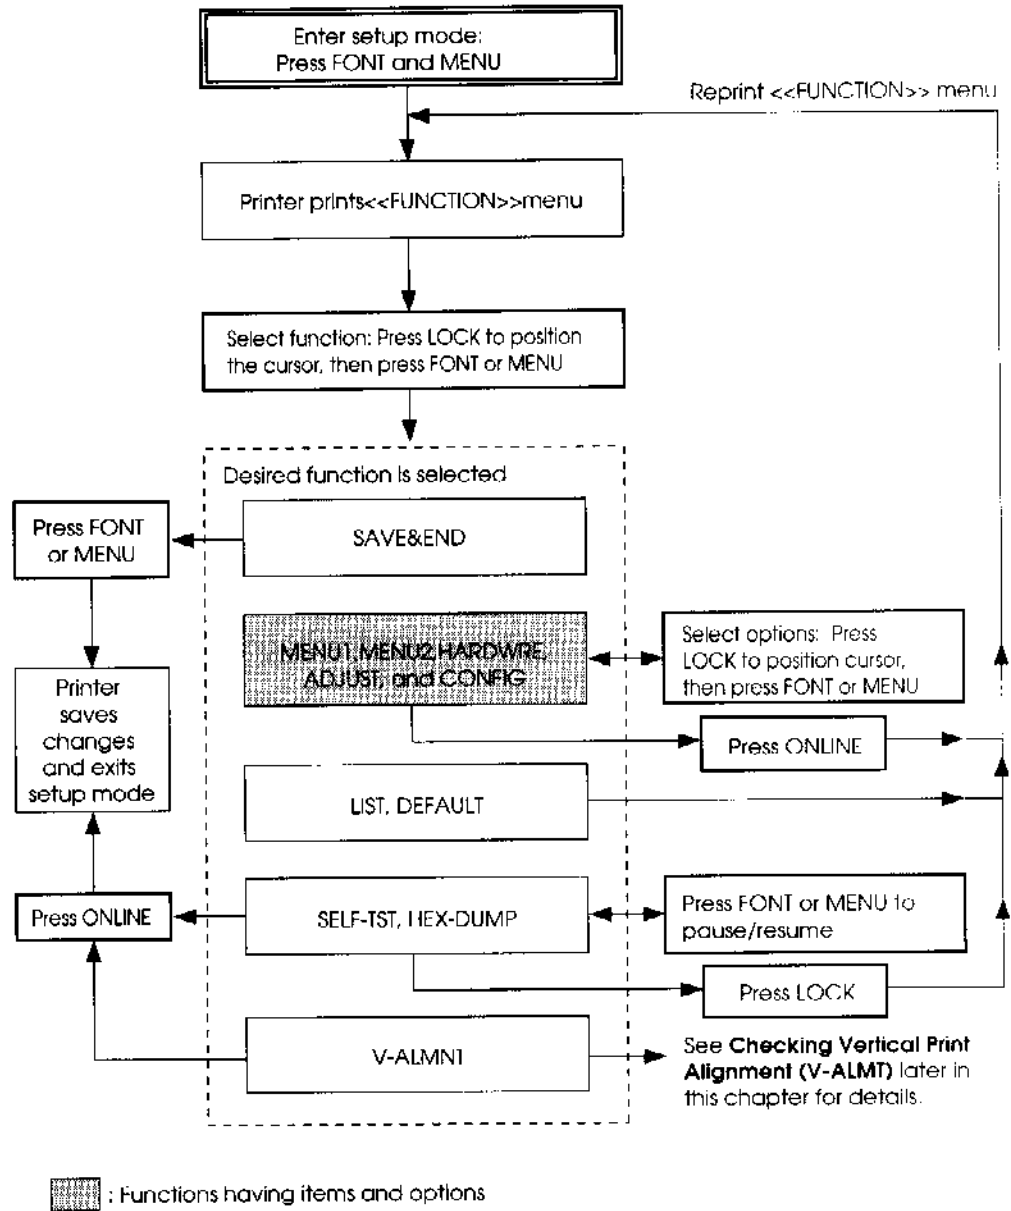 Enter setup mode:
Press FONT and MENU
Reprint <<FUNCTION>> menu
Printer prints<<FUNCTION>>menu
Select function: Press LOCK to position
the cursor, then press FONT or MENU
Desired function is selected
Press FONT
or MENU
SAVE&END
MENU1,MENU2,HARDWRE,
ADJUST, and CONFIG
Select options: Press
LOCK to position cursor,
then press FONT or MENU
Printer
saves
changes
and exits
setup mode
Press ONLINE
LIST, DEFAULT
Press ONLINE
SELF-TST, HEX-DUMP
Press FONT or MENU to
pause/resume
Press LOCK
V-ALMNT
See Checking Vertical Print
Alignment (V-ALMT) later in
this chapter for details.
: Functions having items and options